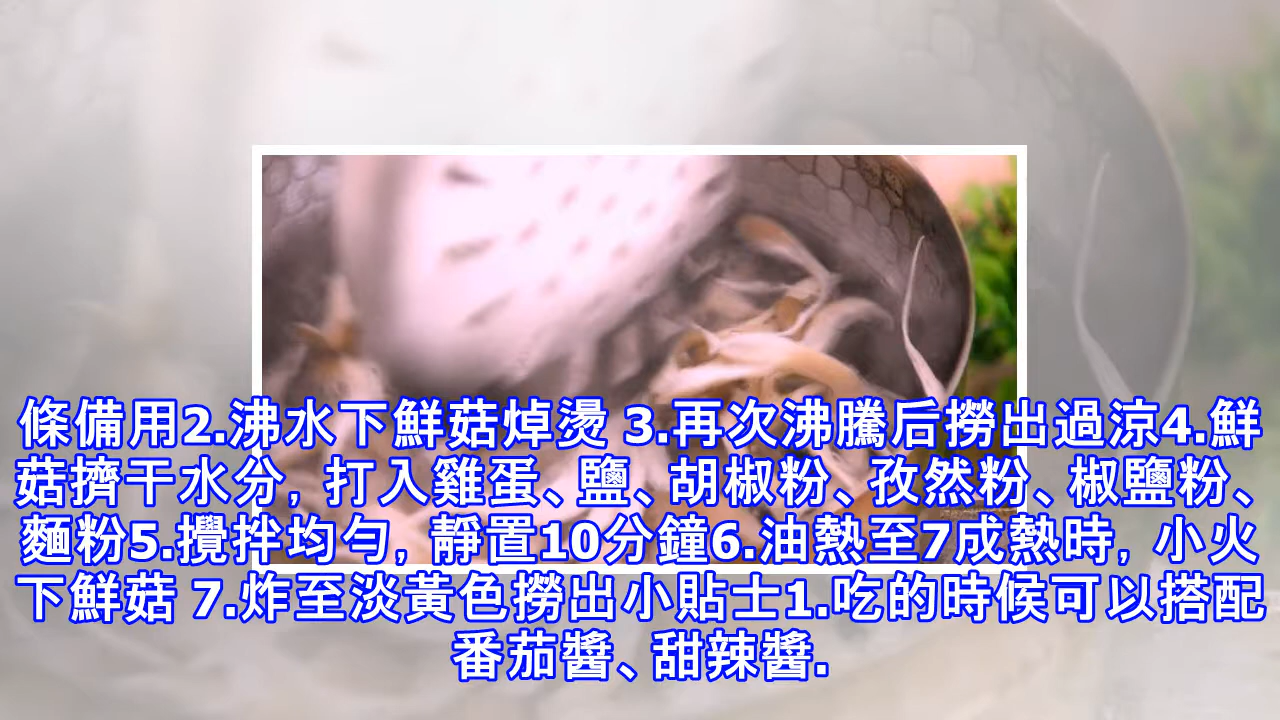 條備用2.沸水下鮮菇焯燙 3.再次沸騰后撈出過涼4.鮮
菇擠干水分, 打入雞蛋、鹽、胡椒粉、孜然粉、椒鹽粉、
麵粉5.攪拌均勻, 靜置10分鐘6.油熱至7成熱時, 小火
下鮮菇 7.炸至淡黃色撈出小貼士1.吃的時候可以搭配
番茄醬、甜辣醬.